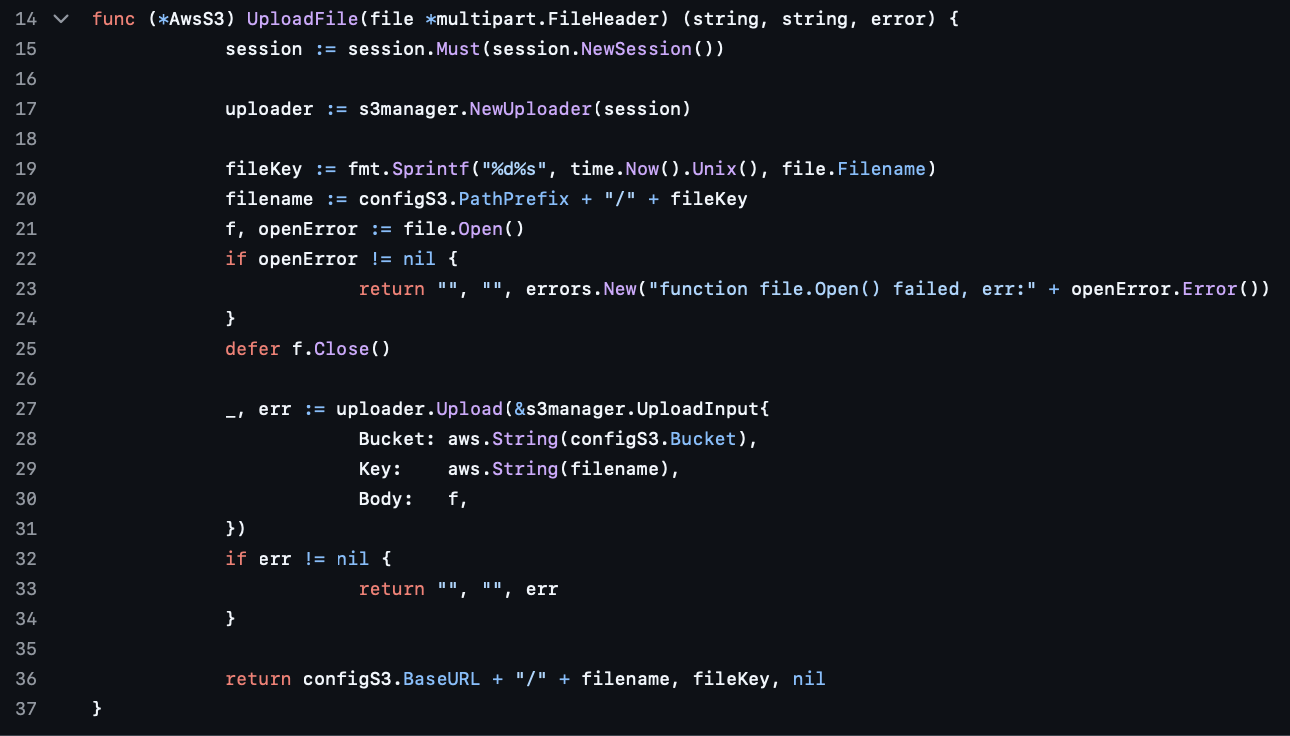 14 func (*AwsS3) UploadFile(file *multipart.FileHeader) (string, string, error) {
15 session := session.Must(session.NewSession())
16
17 uploader := s3manager.NewUploader(session)
18
19 fileKey := fmt.Sprintf("%d%s", time.Now().Unix(), file.Filename)
20 filename := configS3.PathPrefix + "/" + fileKey
21 f, openError := file.Open()
22 if openError != nil {
23 return "", "", errors.New("function file.Open() failed, err:" + openError.Error())
24 }
25 defer f.Close()
26
27 _, err := uploader.Upload(&s3manager.UploadInput{
28 Bucket: aws.String(configS3.Bucket),
29 Key:    aws.String(filename),
30 Body:   f,
31 })
32 if err != nil {
33 return "", "", err
34 }
35
36 return configS3.BaseURL + "/" + filename, fileKey, nil
37 }